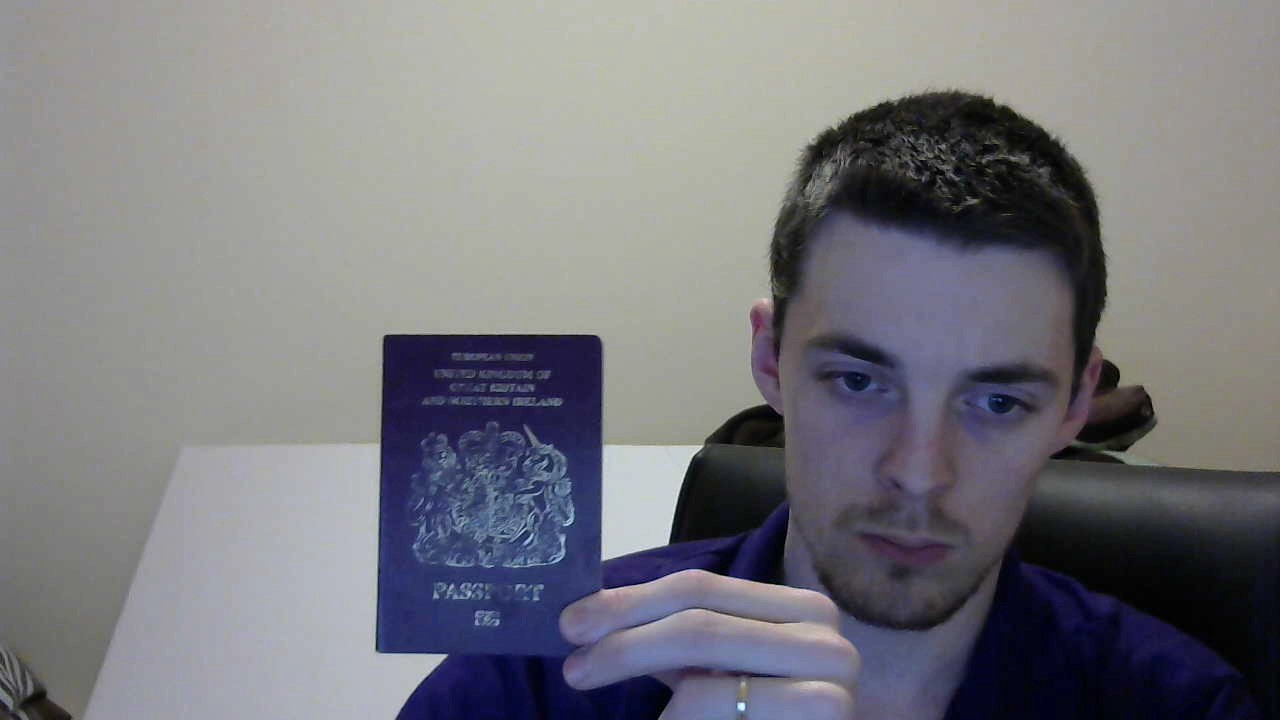 EUROPEAN UNION
UNITED KINGDOM OF
GREAT BRITAIN
AND NORTHERN IRELAND
PASSPORT